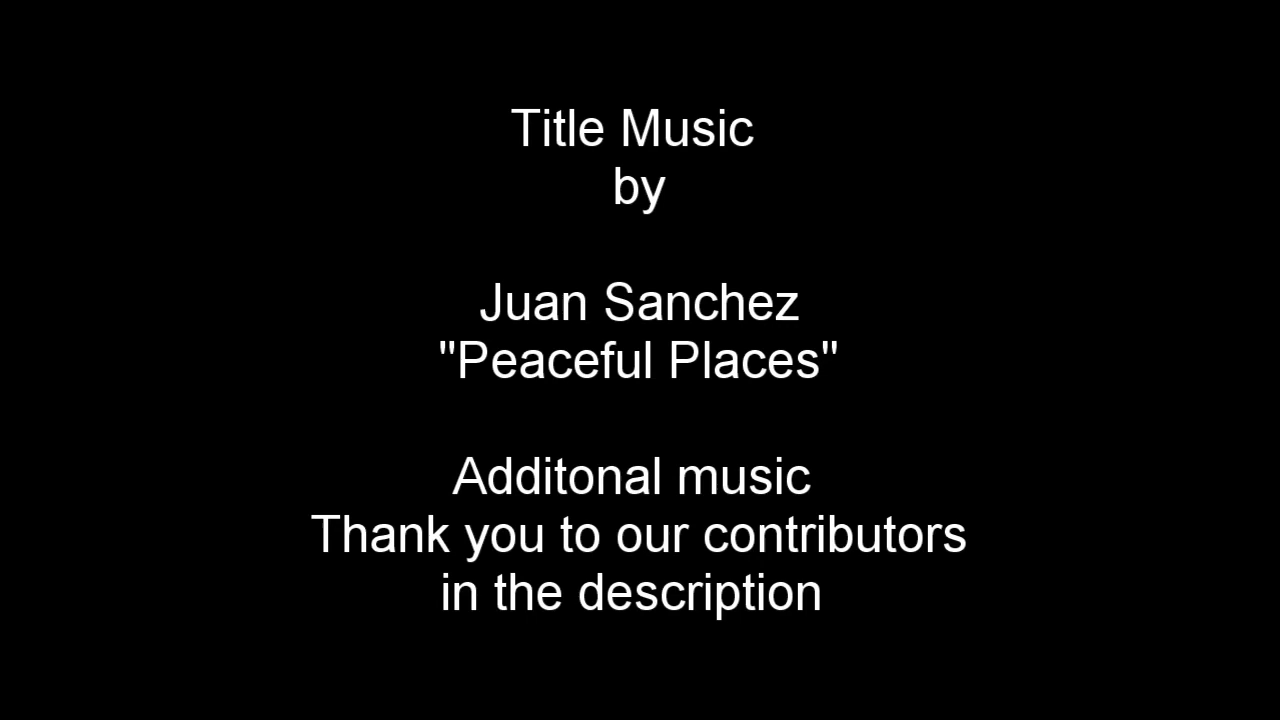 Title Music
by
Juan Sanchez
"Peaceful Places"
Additonal music
Thank you to our contributors
in the description